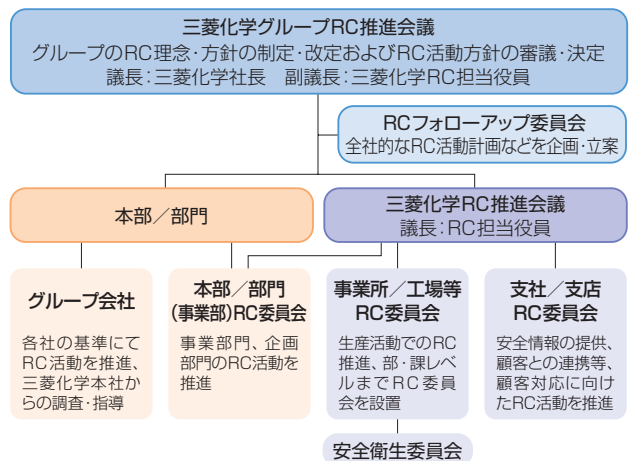 三菱化学グループRC推進会議
グループのRC理念・方針の制定・改定およびRC活動方針の審議・決定
議長：三菱化学社長　副議長：三菱化学RC担当役員
RCフォローアップ委員会
全社的なRC活動計画などを企画・立案
本部／部門
三菱化学RC推進会議
議長：RC担当役員
グループ会社
各社の基準にて
RC活動を推進、
三菱化学本社か
らの調査・指導
本部／部門
(事業部)RC委員会
事業部門、企画
部門のRC活動を
推進
事業所／工場等
RC委員会
生産活動でのRC
推進、部・課レベ
ルまでRC委員
会を設置
支社／支店
RC委員会
安全情報の提供、
顧客との連携等、
顧客対応に向け
たRC活動を推進
安全衛生委員会